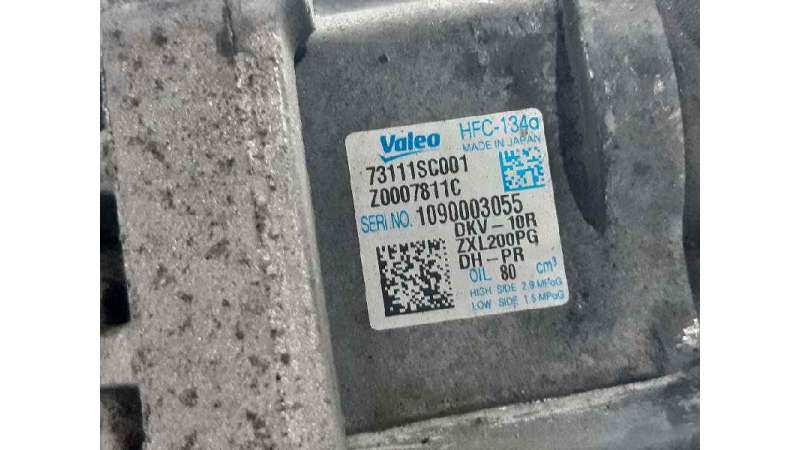 Valeo
HFC-134a
MADE IN JAPAN
73111SC001
Z0007811C
SERI NO. 1090003055
DKV-10R
ZXL200PG
DH-PR
OIL 80 cm³
HIGH SIDE 2.9 MPaG
LOW SIDE 1.5 MPaG